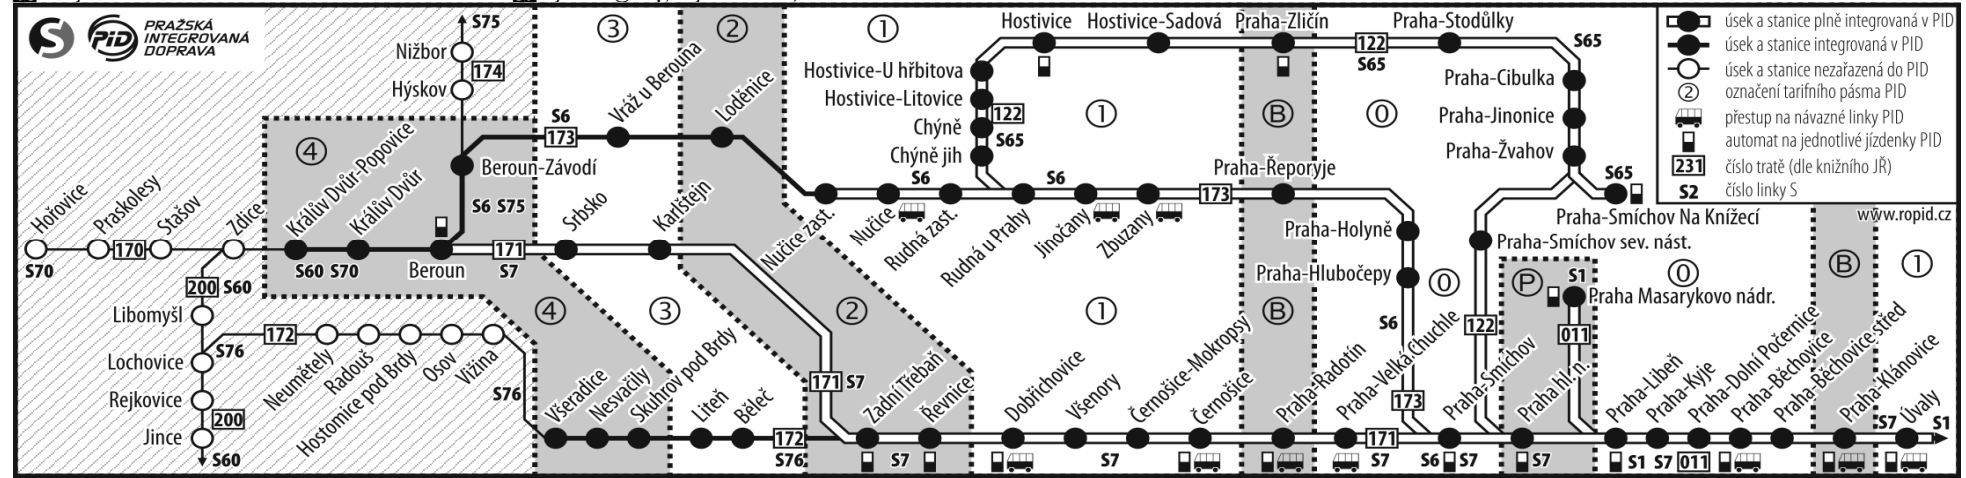 S
PID
PRAŽSKÁ
INTEGROVANÁ
DOPRAVA
S75
Nižbor
174
Hýskov
3
2
1
Hostivice
Hostivice-Sadová
Praha-Zličín
Praha-Stodůlky
122
S65
S65
úsek a stanice plně integrovaná v PID
úsek a stanice integrovaná v PID
úsek a stanice nezařazená do PID
2
označení tarifního pásma PID
přestup na návazné linky PID
automat na jednotlivé jízdenky PID
231
číslo tratě (dle knižního JŘ)
S2
číslo linky S
www.ropid.cz
Hostivice-U hřbitova
Hostivice-Litovice
122
Chýně
S65
Chýně jih
1
B
0
Praha-Cibulka
Praha-Jinonice
Praha-Žvahov
S65
Praha-Smíchov Na Knížecí
Praha-Smíchov sev. nást.
4
S6
173
Vráž u Berouna
Loděnice
Beroun-Závodí
S6 S75
Králův Dvůr-Popovice
Králův Dvůr
Hořovice
Praskolesy
Stašov
Zdice
170
S70
S60 S70
Beroun
171
S7
Srbsko
Karlštejn
Nučice zast.
Nučice
S6
Rudná zast.
Rudná u Prahy
S6
Jinočany
Zbuzany
173
Praha-Řeporyje
Praha-Holyně
Praha-Hlubočepy
0
S6
173
122
200
S60
Libomyšl
Lochovice
S76
172
Rejkovice
200
Jince
S60
Neumětely
Radouš
Hostomice pod Brdy
Osov
Vižina
S76
4
3
2
1
B
P
S1
0
B
1
Praha Masarykovo nádr.
011
Všeradice
Nesvačily
Skuhrov pod Brdy
Liteň
Běleč
172
S76
171
S7
Zadní Třebaň
Řevnice
S7
Dobřichovice
Všenory
S7
Černošice-Mokropsy
Černošice
Praha-Radotín
Praha-Velká Chuchle
171
S7
Praha-Smíchov
S6
S7
Praha hl. n.
S7
Praha-Libeň
S1
Praha-Kyje
S7
Praha-Dolní Počernice
011
Praha-Běchovice
Praha-Běchovice střed
Praha-Klánovice
Úvaly
S7
S1